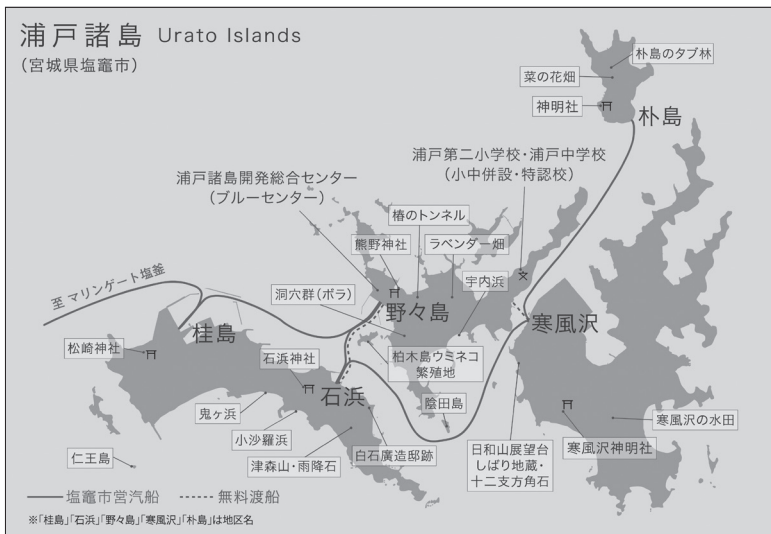 浦戸諸島 Urato Islands
(宮城県塩竈市)
朴島のタブ林
菜の花畑
神明社
朴島
浦戸第二小学校・浦戸中学校
(小中併設・特認校)
浦戸諸島開発総合センター
(ブルーセンター)
椿のトンネル
熊野神社
ラベンダー畑
宇内浜
洞穴群(ボラ)
野々島
至 マリンゲート塩釜
桂島
寒風沢
松崎神社
石浜神社
柏木島ウミネコ
繁殖地
石浜
鬼ヶ浜
陰田島
小沙羅浜
寒風沢の水田
仁王島
津森山・雨降石
白石廣造邸跡
日和山展望台
しばり地蔵・
十二支方角石
寒風沢神明社
塩竈市営汽船
無料渡船
※「桂島」「石浜」「野々島」「寒風沢」「朴島」は地区名